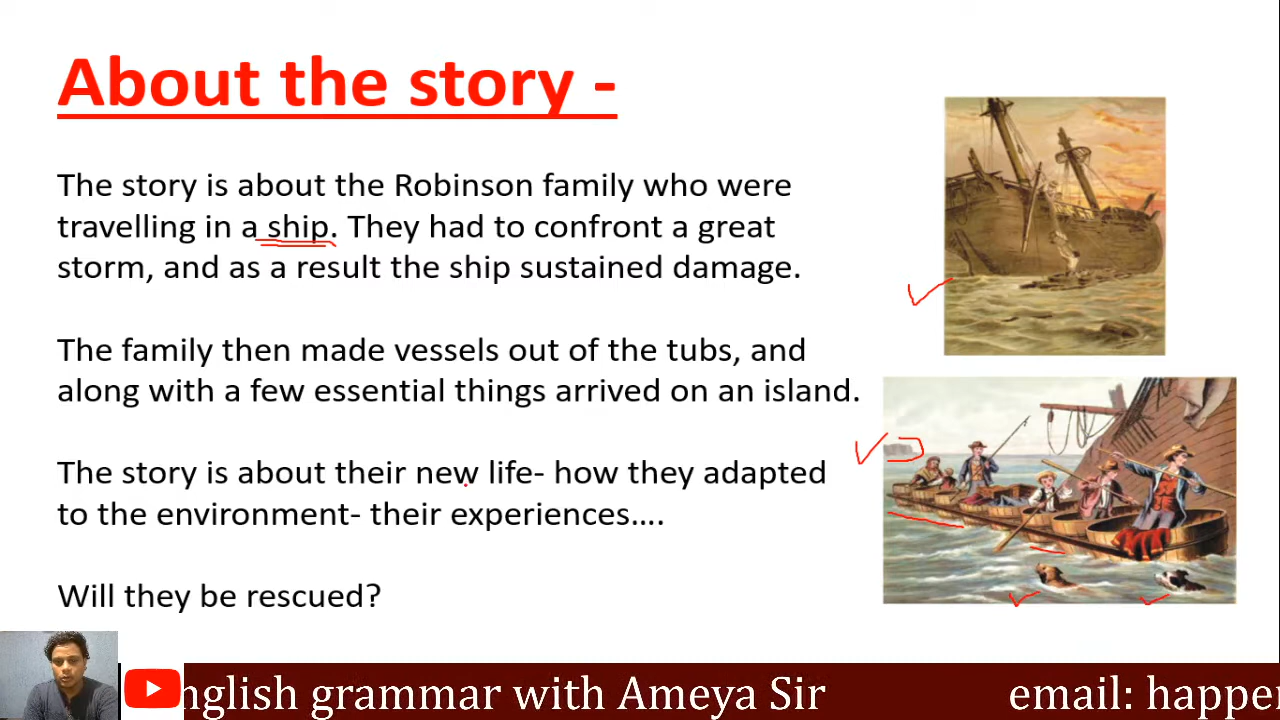 About the story -
The story is about the Robinson family who were
travelling in a ship. They had to confront a great
storm, and as a result the ship sustained damage.
The family then made vessels out of the tubs, and
along with a few essential things arrived on an island.
The story is about their new life- how they adapted
to the environment- their experiences....
Will they be rescued?
nglish grammar with Ameya Sir email: happe